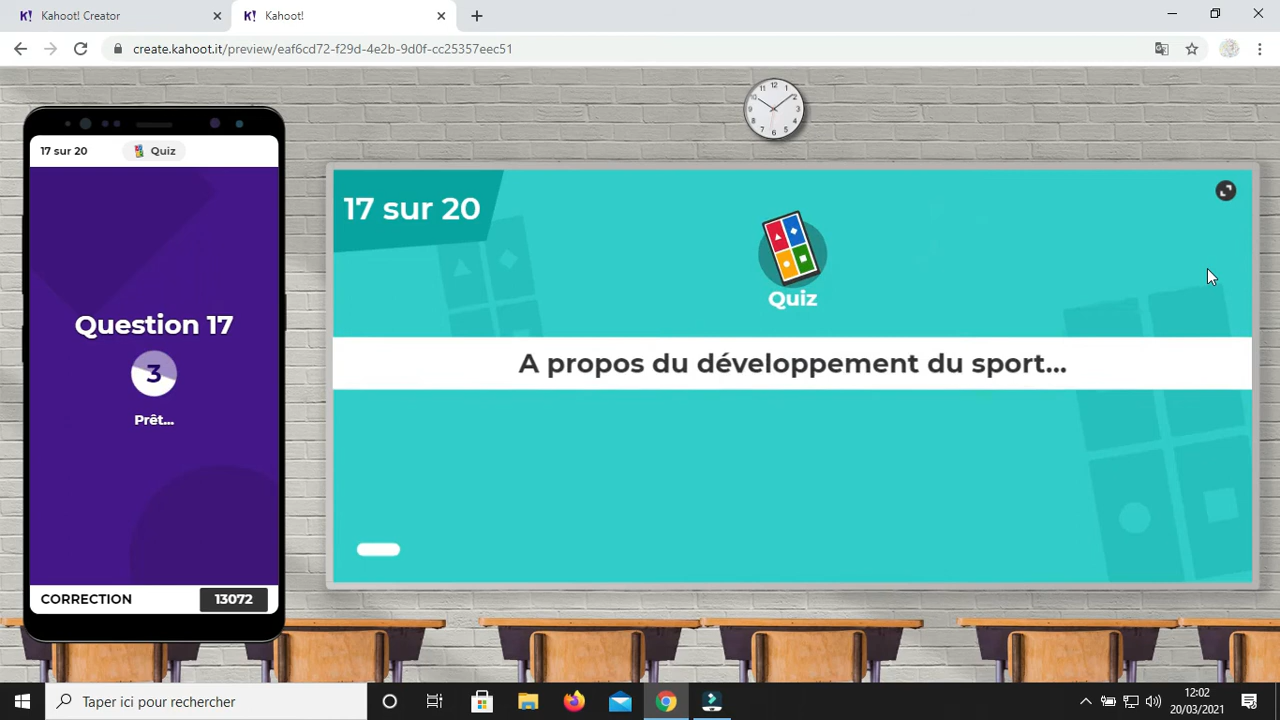 Kahoot! Creator
Kahoot!
create.kahoot.it/preview/eaf6cd72-f29d-4e2b-9d0f-cc25357eec51
17 sur 20
Quiz
Question 17
3
Prêt...
CORRECTION
13072
17 sur 20
Quiz
A propos du développement du sport...
Taper ici pour rechercher
12:02
20/03/2021